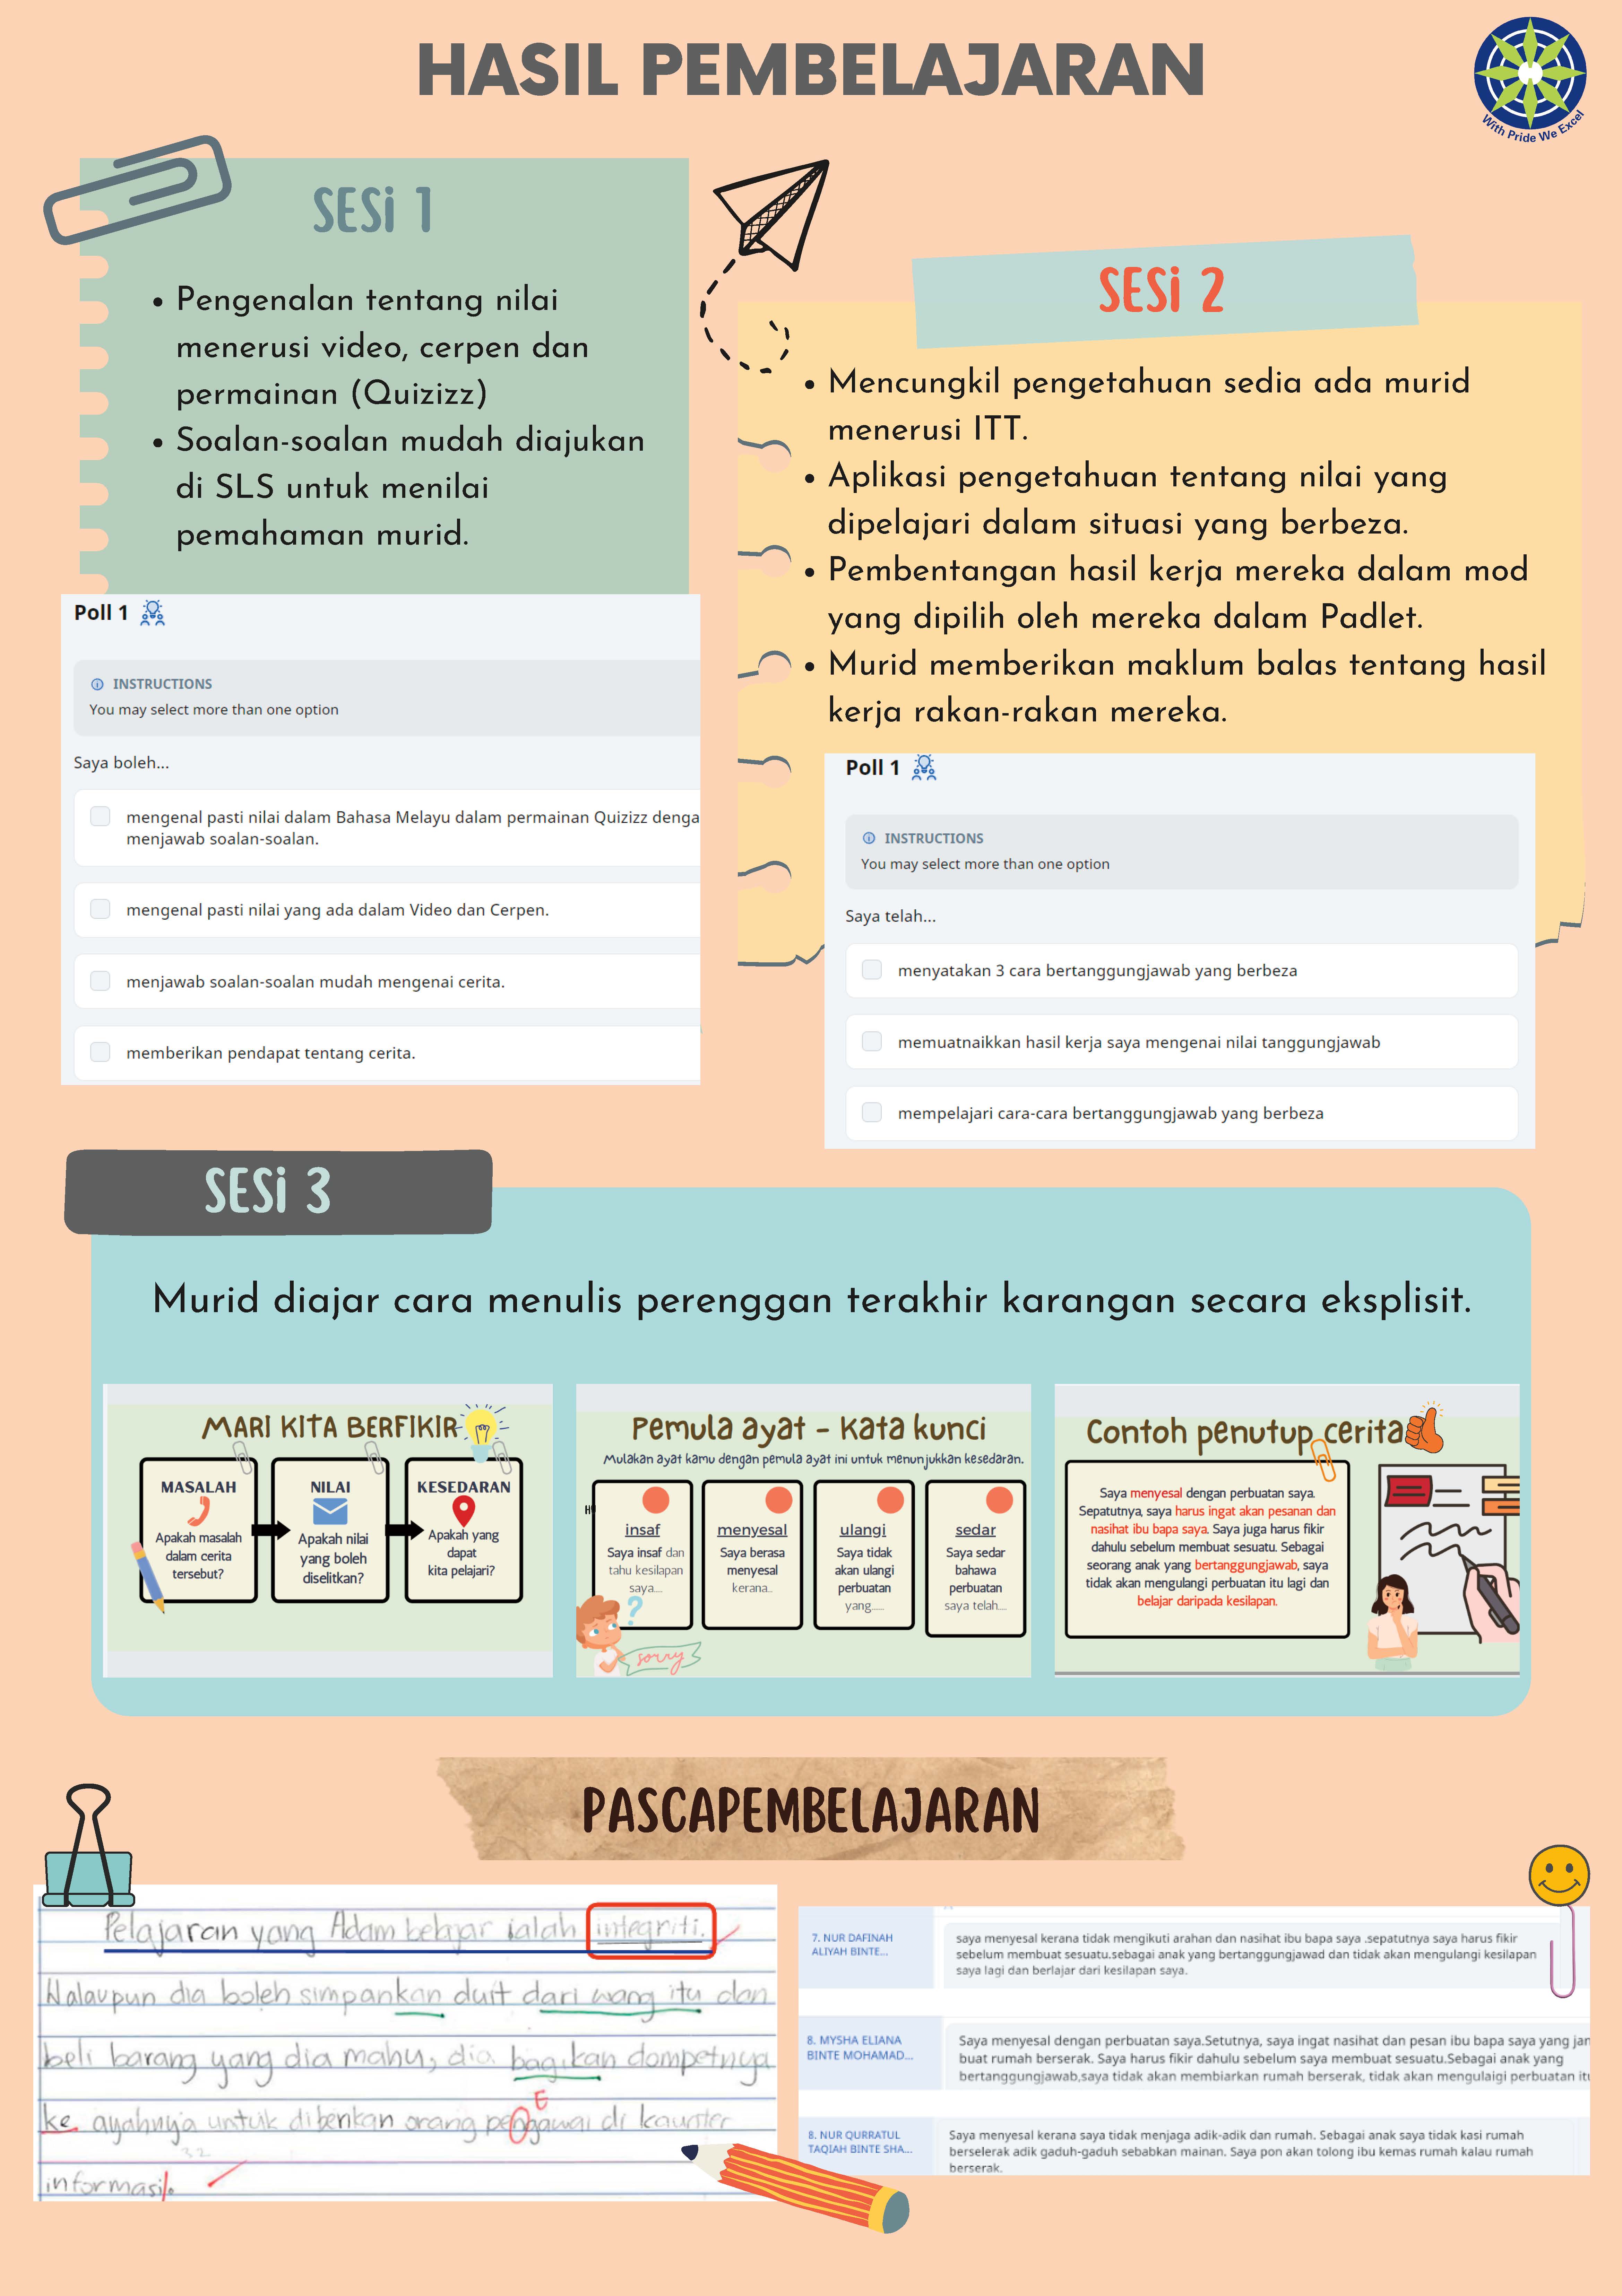 HASIL PEMBELAJARAN
With Pride We Excel
SESi 1
• Pengenalan tentang nilai
menerusi video, cerpen dan
permainan (Quizizz)
• Soalan-soalan mudah diajukan
di SLS untuk menilai
pemahaman murid.
Poll 1
INSTRUCTIONS
You may select more than one option
Saya boleh...
mengenal pasti nilai dalam Bahasa Melayu dalam permainan Quizizz denga
menjawab soalan-soalan.
mengenal pasti nilai yang ada dalam Video dan Cerpen.
menjawab soalan-soalan mudah mengenai cerita.
memberikan pendapat tentang cerita.
SESi 2
• Mencungkil pengetahuan sedia ada murid
menerusi ITT.
• Aplikasi pengetahuan tentang nilai yang
dipelajari dalam situasi yang berbeza.
• Pembentangan hasil kerja mereka dalam mod
yang dipilih oleh mereka dalam Padlet.
• Murid memberikan maklum balas tentang hasil
kerja rakan-rakan mereka.
Poll 1
INSTRUCTIONS
You may select more than one option
Saya telah...
menyatakan 3 cara bertanggungjawab yang berbeza
memuatnaikkan hasil kerja saya mengenai nilai tanggungjawab
mempelajari cara-cara bertanggungjawab yang berbeza
SESi 3
Murid diajar cara menulis perenggan terakhir karangan secara eksplisit.
MARI KITA BERFIKIR
MASALAH
Apakah masalah
dalam cerita
tersebut?
NILAI
Apakah nilai
yang boleh
diselitkan?
KESEDARAN
Apakah yang
dapat
kita pelajari?
Pemula ayat - Kata kunci
Mulakan ayat kamu dengan pemula ayat ini untuk menunjukkan kesedaran.
insaf
Saya insaf dan
tahu kesilapan
saya....
menyesal
Saya berasa
menyesal
kerana..
ulangi
Saya tidak
akan ulangi
perbuatan
yang.....
sedar
Saya sedar
bahawa
perbuatan
saya telah....
?
sorry
Contoh penutup cerita
Saya menyesal dengan perbuatan saya.
Sepatutnya, saya harus ingat akan pesanan dan
nasihat ibu bapa saya. Saya juga harus fikir
dahulu sebelum membuat sesuatu. Sebagai
seorang anak yang bertanggungjawab, saya
tidak akan mengulangi perbuatan itu lagi dan
belajar daripada kesilapan.
PASCAPEMBELAJARAN
Pelajaran yang Adam belajar ialah integriti.
Walaupun dia boleh simpankan duit dari wang itu dan
beli barang yang dia mahu, dia bagikan dompetnya
ke ayahnya untuk diberikan orang pengawai di kaunter
E
32
informasi.
7. NUR DAFINAH
ALIYAH BINTE...
saya menyesal kerana tidak mengikuti arahan dan nasihat ibu bapa saya .sepatutnya saya harus fikir
sebelum membuat sesuatu.sebagai anak yang bertanggungjawad dan tidak akan mengulangi kesilapan
saya lagi dan berlajar dari kesilapan saya.
8. MYSHA ELIANA
BINTE MOHAMAD...
Saya menyesal dengan perbuatan saya.Setutnya, saya ingat nasihat dan pesan ibu bapa saya yang jan
buat rumah berserak. Saya harus fikir dahulu sebelum saya membuat sesuatu.Sebagai anak yang
bertanggungjawab,saya tidak akan membiarkan rumah berserak, tidak akan mengulaigi perbuatan itu
8. NUR QURRATUL
TAQIAH BINTE SHA...
Saya menyesal kerana saya tidak menjaga adik-adik dan rumah. Sebagai anak saya tidak kasi rumah
berselerak adik gaduh-gaduh sebabkan mainan. Saya pon akan tolong ibu kemas rumah kalau rumah
berserak.